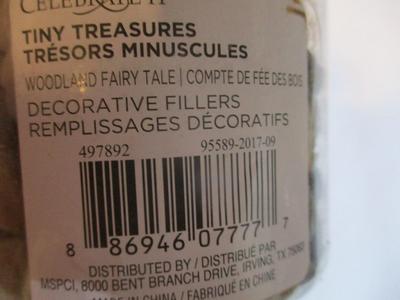 CELEBRATE IT
TINY TREASURES
TRÉSORS MINUSCULES
WOODLAND FAIRY TALE | COMPTE DE FÉE DES BOIS
DECORATIVE FILLERS
REMPLISSAGES DÉCORATIFS
497892 95589-2017-09
8 86946 07777 7
DISTRIBUTED BY / DISTRIBUÉ PAR
MSPCI, 8000 BENT BRANCH DRIVE, IRVING, TX 75063
MADE IN CHINA / FABRIQUÉ EN CHINE